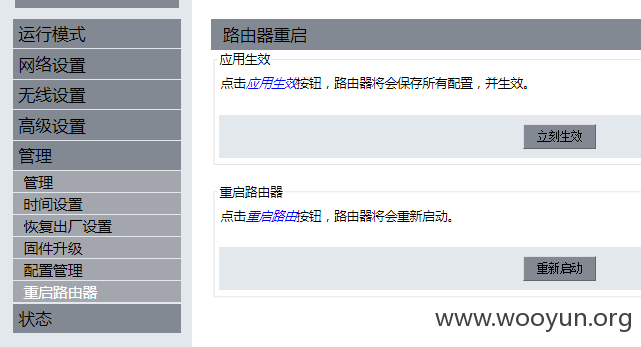 运行模式
网络设置
无线设置
高级设置
管理
管理
时间设置
恢复出厂设置
固件升级
配置管理
重启路由器
状态
路由器重启
应用生效
点击应用生效按钮，路由器将会保存所有配置，并生效。
立刻生效
重启路由器
点击重启路由按钮，路由器将会重新启动。
重新启动
www.wooyun.org